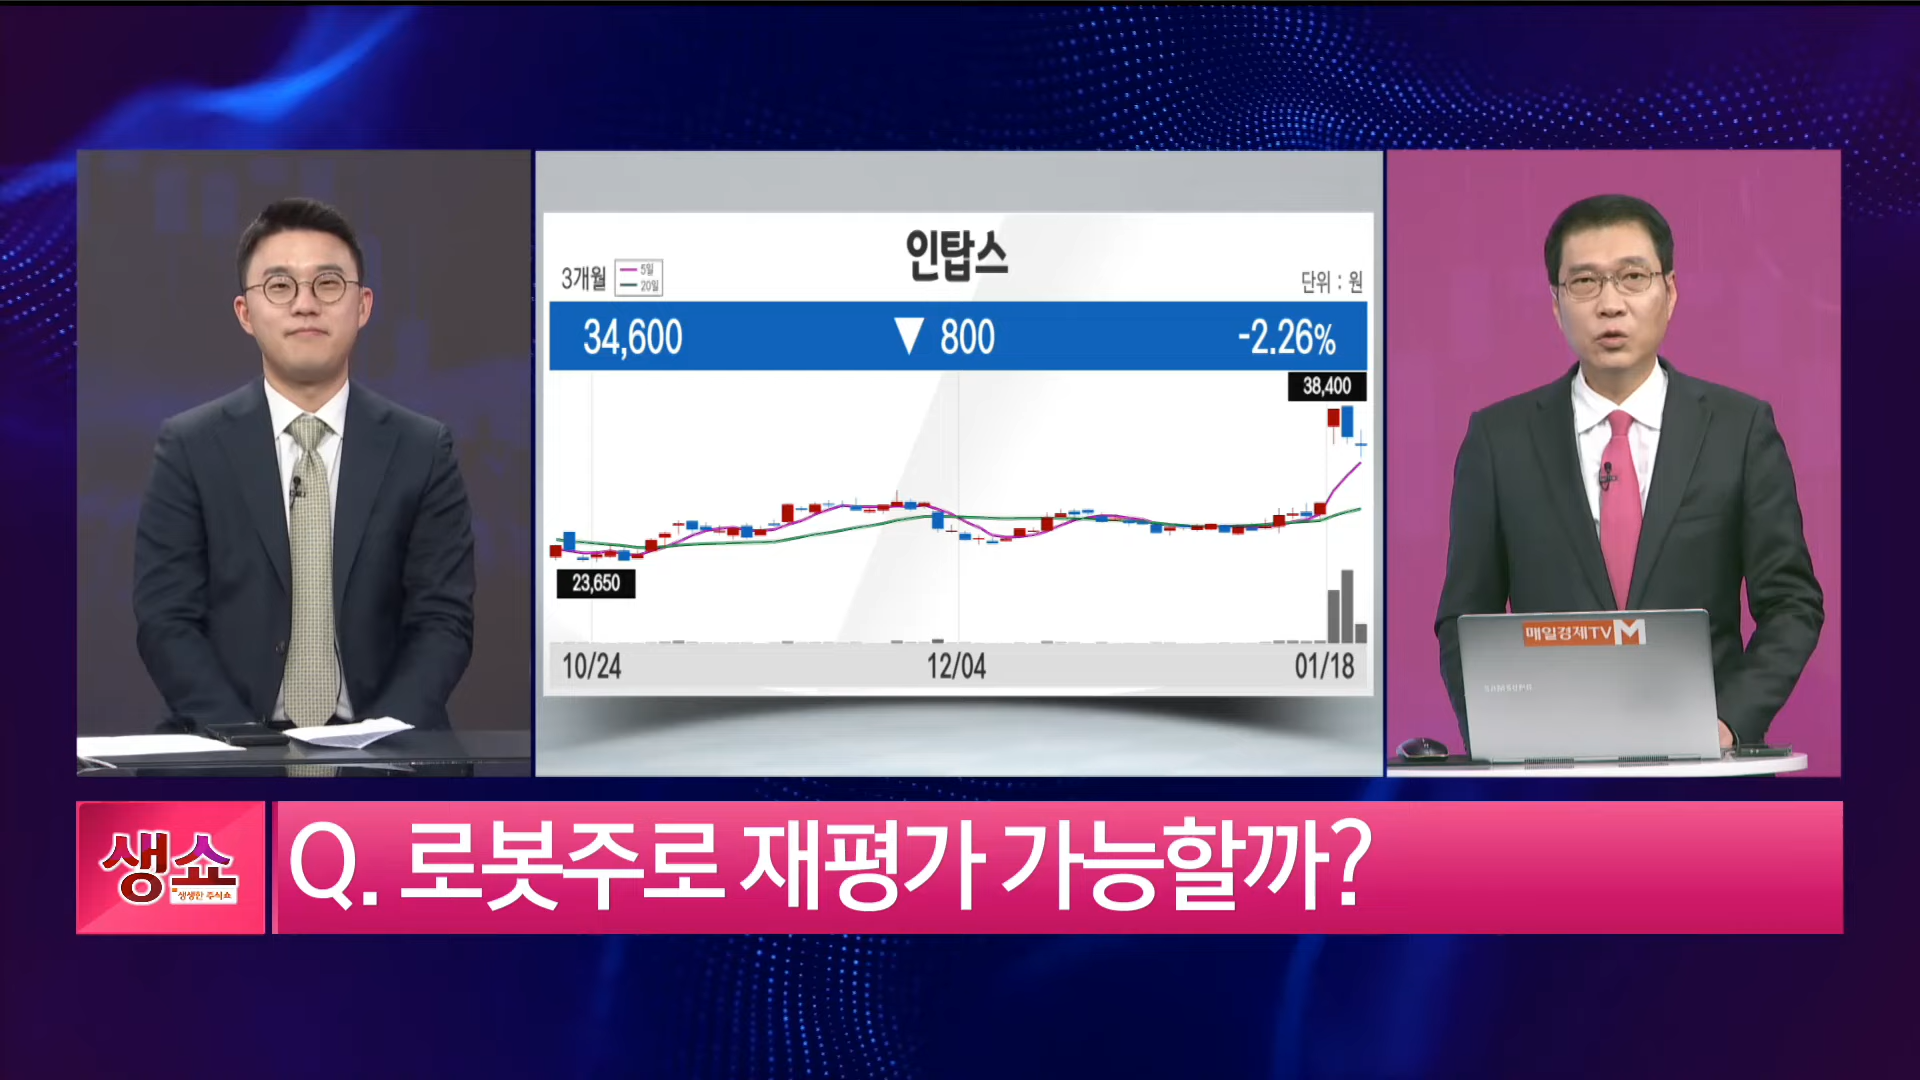 인탑스
3개월
5일
20일
단위 : 원
34,600 ▼ 800 -2.26%
38,400
23,650
10/24 12/04 01/18
매일경제TV M
SAMSUNG
생쇼
생생한 주식쇼
Q. 로봇주로 재평가 가능할까?